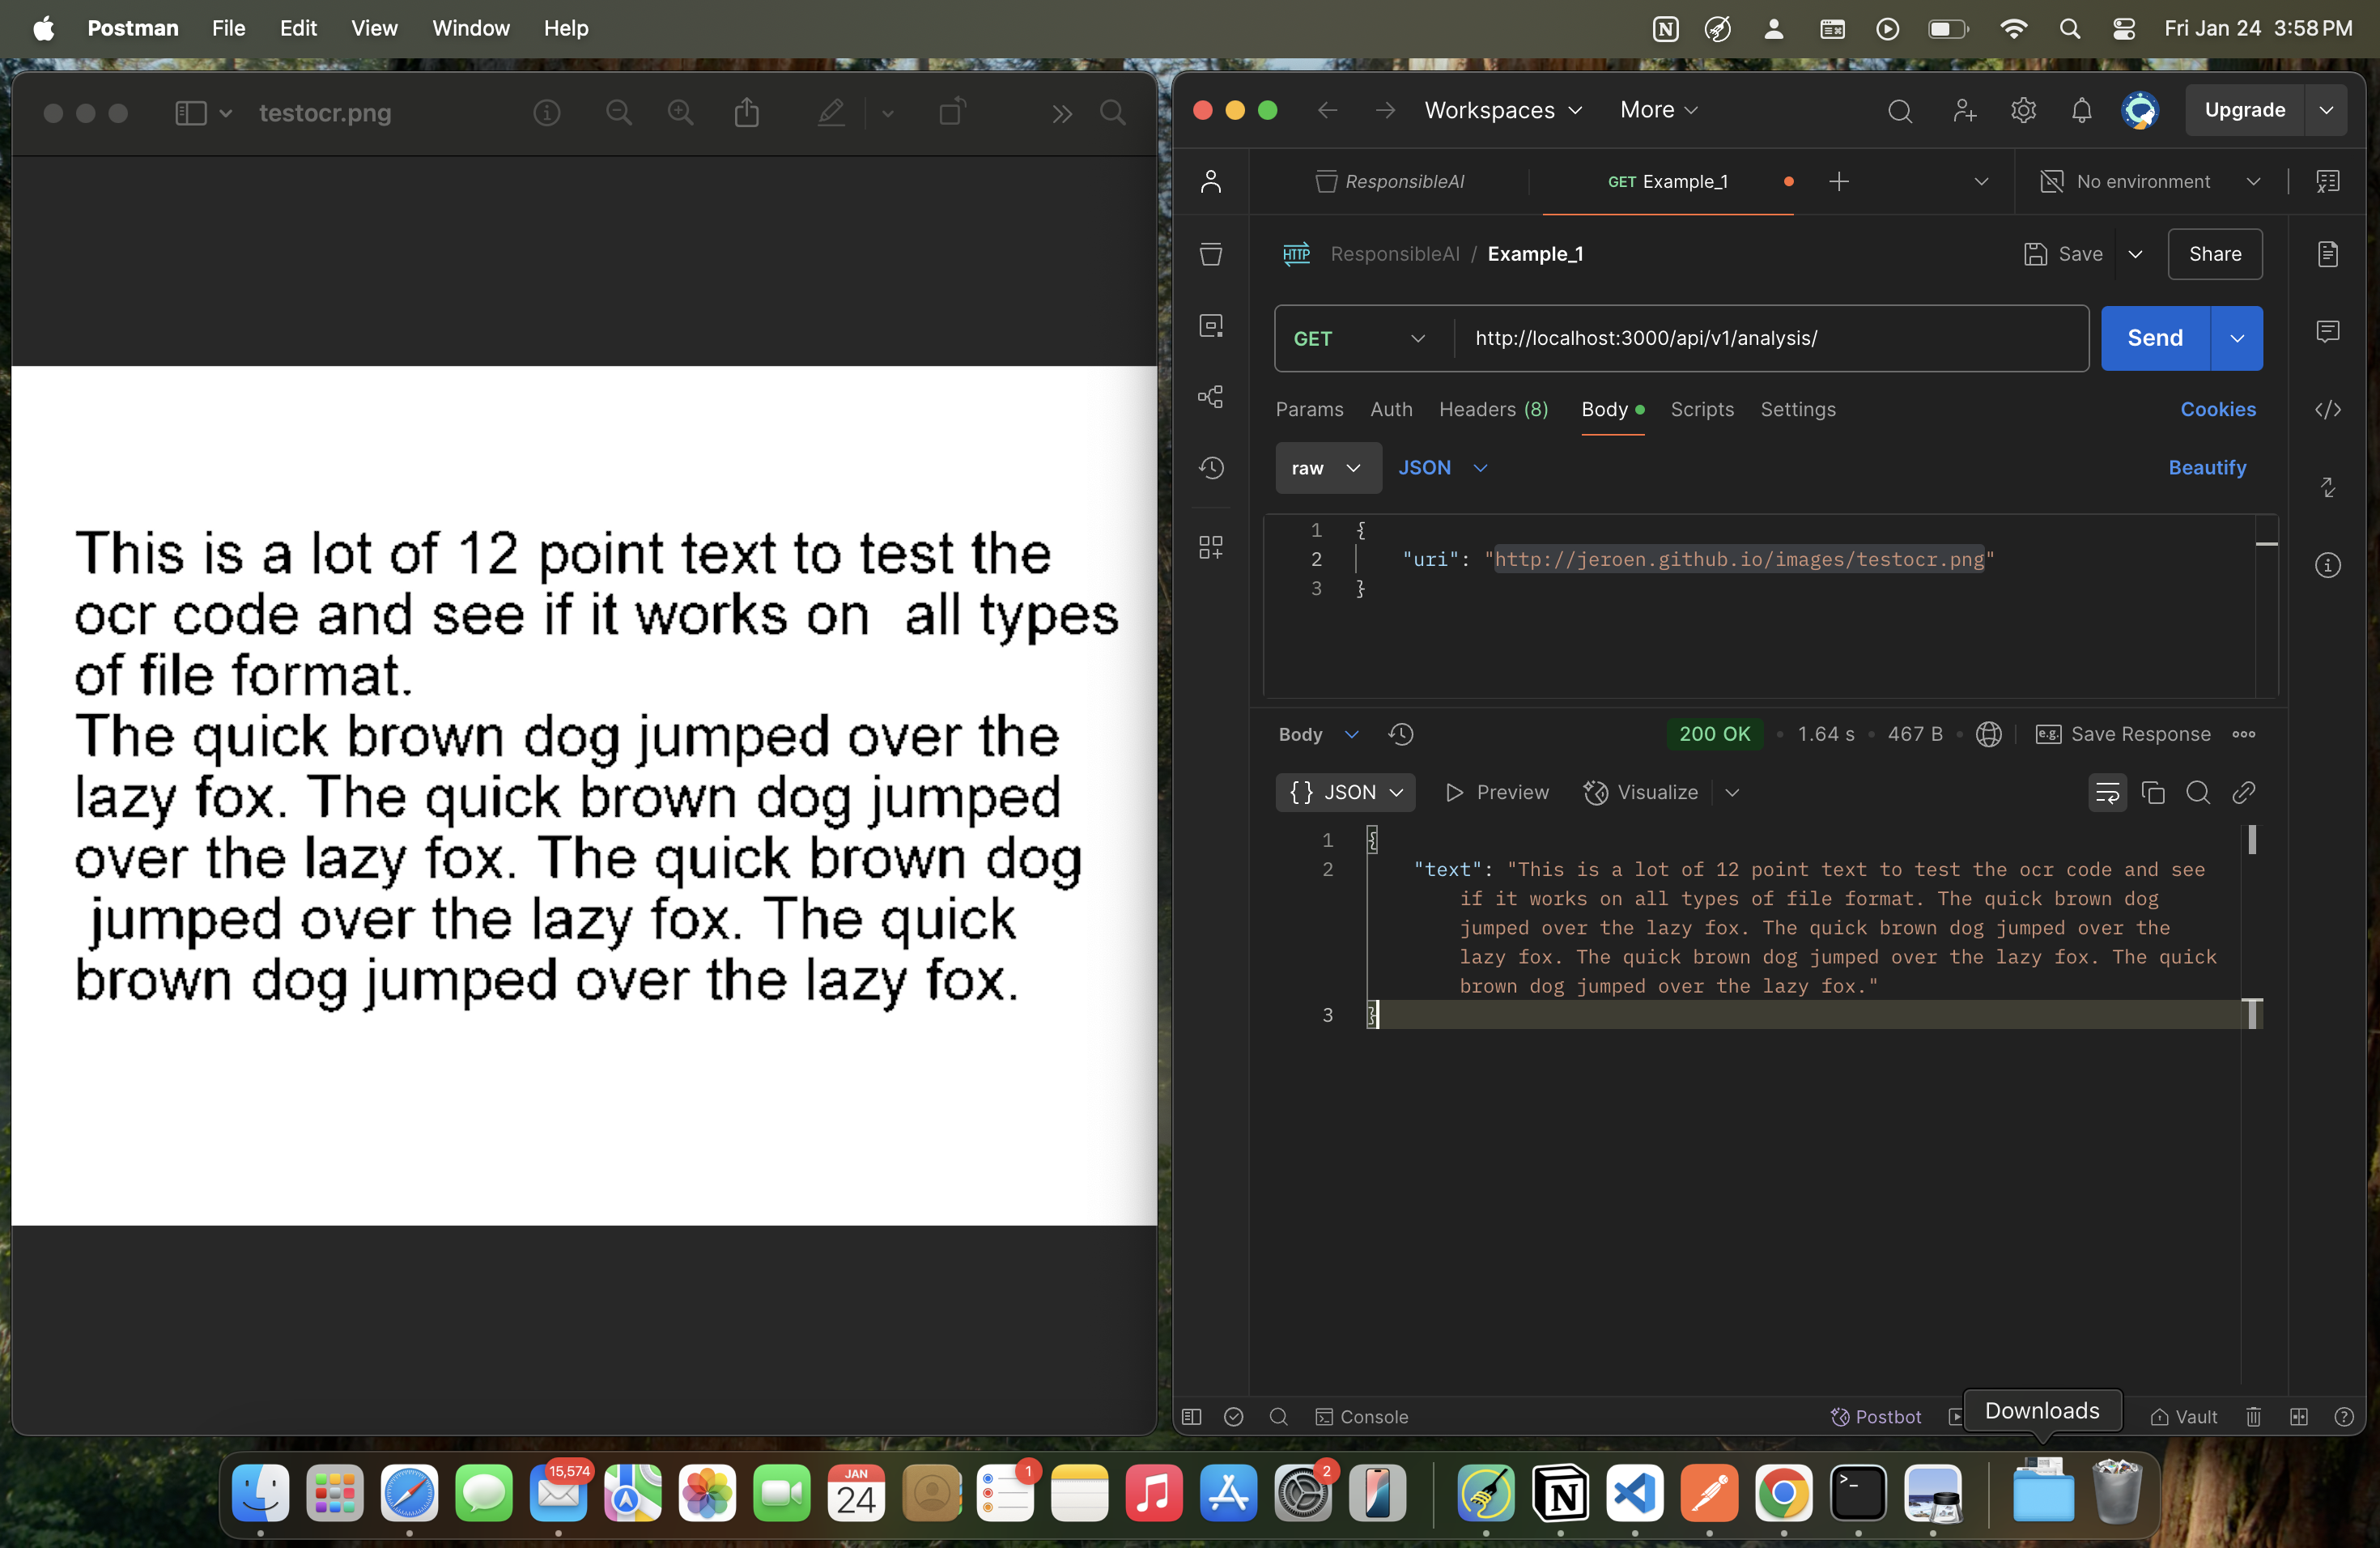 Postman File Edit View Window Help Fri Jan 24 3:58 PM
testocr.png
This is a lot of 12 point text to test the
ocr code and see if it works on  all types
of file format.
The quick brown dog jumped over the
lazy fox. The quick brown dog jumped
over the lazy fox. The quick brown dog
jumped over the lazy fox. The quick
brown dog jumped over the lazy fox.
Workspaces More Upgrade
ResponsibleAI GET Example_1 No environment
HTTP ResponsibleAI / Example_1 Save Share
GET http://localhost:3000/api/v1/analysis/ Send
Params Auth Headers (8) Body Scripts Settings Cookies
raw JSON Beautify
1 {
2 "uri": "http://jeroen.github.io/images/testocr.png"
3 }
Body 200 OK • 1.64 s • 467 B • e.g. Save Response
{} JSON Preview Visualize
1 {
2 "text": "This is a lot of 12 point text to test the ocr code and see
if it works on all types of file format. The quick brown dog
jumped over the lazy fox. The quick brown dog jumped over the
lazy fox. The quick brown dog jumped over the lazy fox. The quick
brown dog jumped over the lazy fox."
3 }
Console Postbot Downloads Vault
15,574 JAN 24 1 2